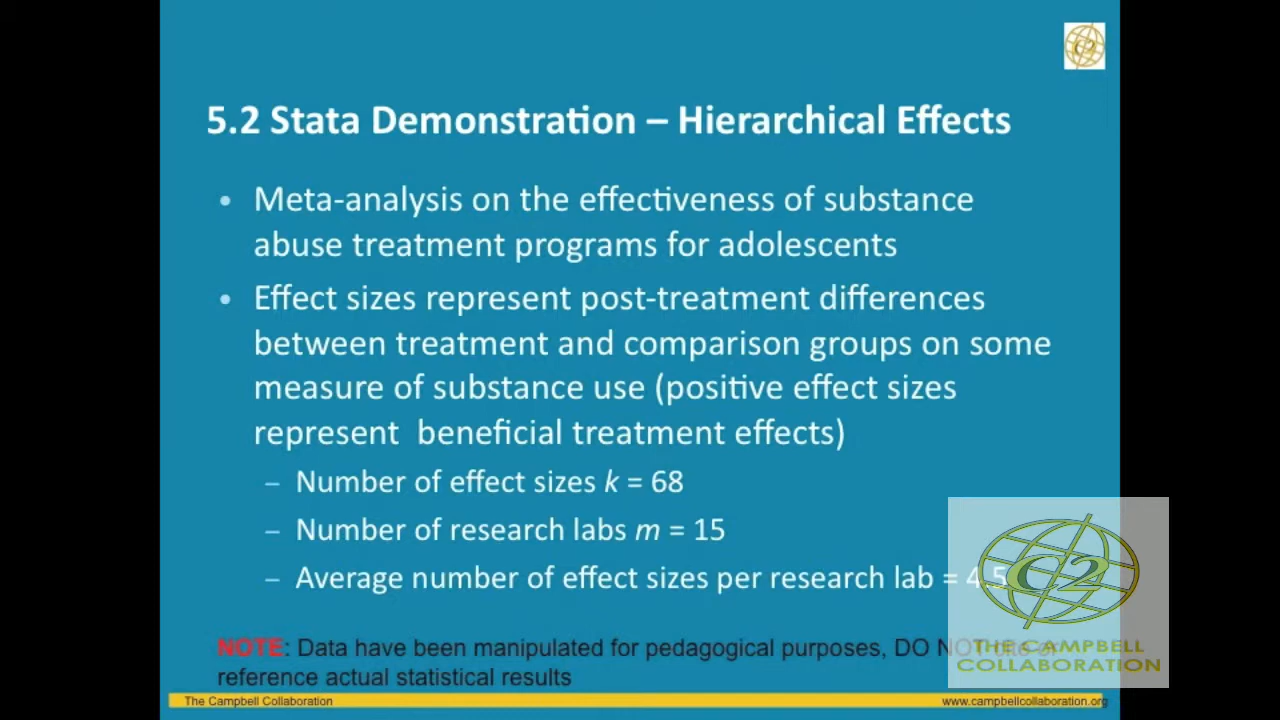 5.2 Stata Demonstration – Hierarchical Effects
• Meta-analysis on the effectiveness of substance
abuse treatment programs for adolescents
• Effect sizes represent post-treatment differences
between treatment and comparison groups on some
measure of substance use (positive effect sizes
represent beneficial treatment effects)
– Number of effect sizes k = 68
– Number of research labs m = 15
– Average number of effect sizes per research lab = 4.5
NOTE: Data have been manipulated for pedagogical purposes, DO NOT
reference actual statistical results
C2
THE CAMPBELL
COLLABORATION
The Campbell Collaboration
www.campbellcollaboration.org